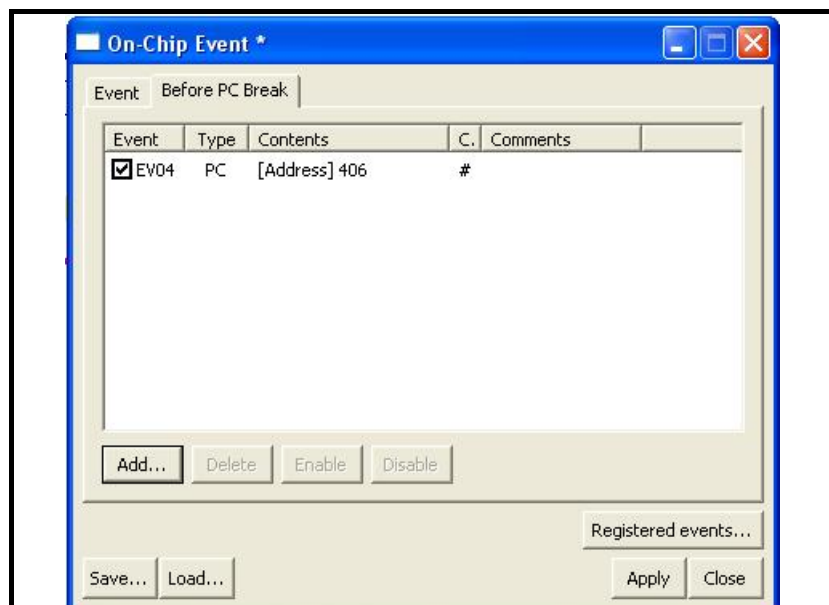 On-Chip Event *
Event Before PC Break
Event Type Contents C. Comments
EV04 PC [Address] 406 #
Add... Delete Enable Disable
Registered events...
Save... Load... Apply Close